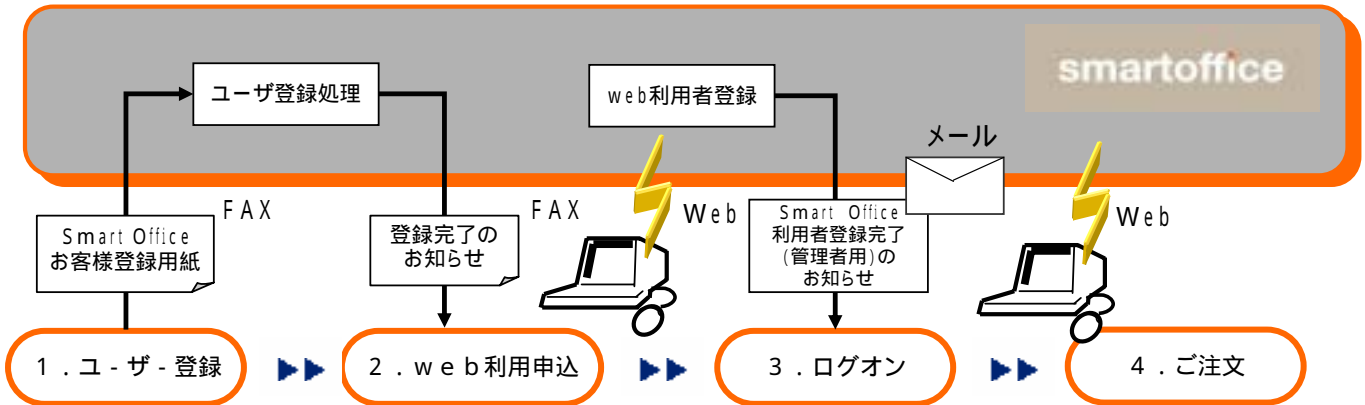 smartoffice
ユーザ登録処理
web利用者登録
メール
FAX
FAX
Web
Web
Smart Office
お客様登録用紙
登録完了の
お知らせ
Smart Office
利用者登録完了
(管理者用)の
お知らせ
1．ユ-ザ-登録
2．web利用申込
3．ログオン
4．ご注文